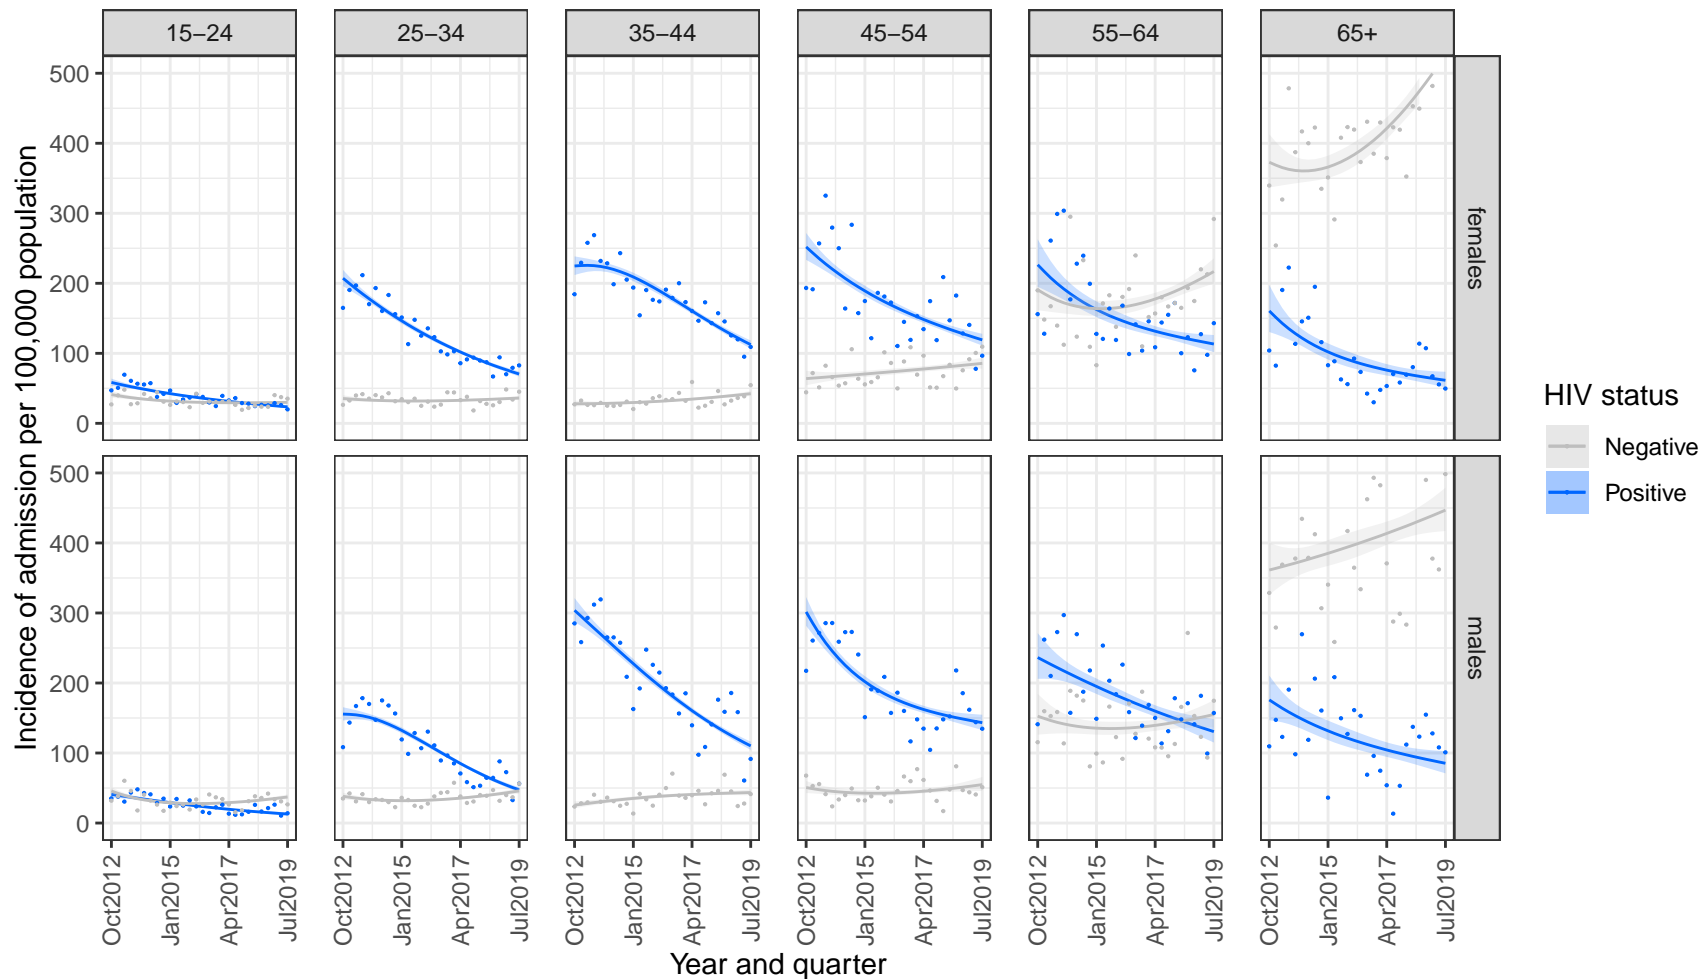 15−24 25−34 35−44 45−54 55−64 65+
Incidence of admission per 100,000 population
500
400
300
200
100
0
females
500
400
300
200
100
0
males
Oct2012 Jan2015 Apr2017 Jul2019 Oct2012 Jan2015 Apr2017 Jul2019 Oct2012 Jan2015 Apr2017 Jul2019 Oct2012 Jan2015 Apr2017 Jul2019 Oct2012 Jan2015 Apr2017 Jul2019 Oct2012 Jan2015 Apr2017 Jul2019
Year and quarter
HIV status
Negative
Positive